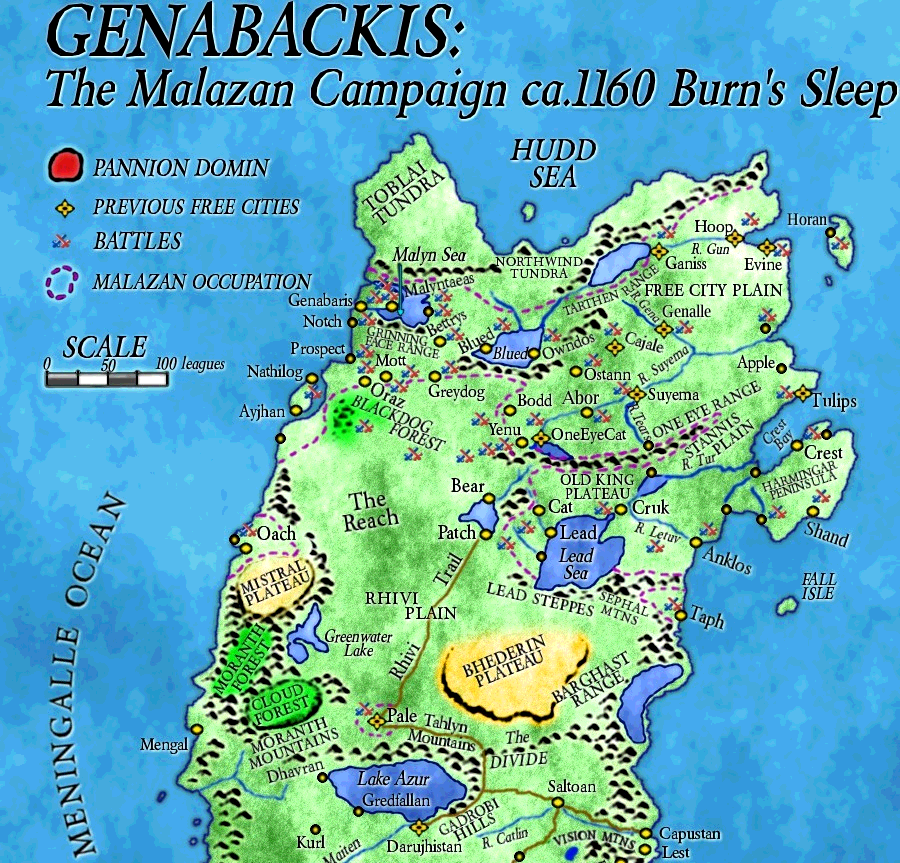 GENABACKIS:
The Malazan Campaign ca.1160 Burn's Sleep
PANNION DOMIN
PREVIOUS FREE CITIES
BATTLES
MALAZAN OCCUPATION
SCALE
0 50 100 leagues
HUDD
SEA
TOBLAI
TUNDRA
Malyn Sea
NORTHWIND
TUNDRA
Hoop
Horan
R. Gun
Ganiss
Evine
Malyntaeas
TARTHEN RANGE
FREE CITY PLAIN
Genabaris
R. Gena
Genalle
Notch
Bettrys
GRINNING
FACE RANGE
Blued
Blued
Owndos
Cajale
Prospect
Mott
Nathilog
R. Suyema
Apple
Ostann
Oraz
Greydog
Suyema
Tulips
Ayjhan
BLACKDOG
FOREST
Bodd
Abor
ONE EYE RANGE
Yenu
OneEyeCat
STANNIS
PLAIN
R. Tur
Crest
Bay
Crest
OLD KING
PLATEAU
HARMINGAR
PENINSULA
Bear
The
Reach
Cat
Cruk
Shand
Patch
Lead
R. Letuv
Anklos
Oach
Lead
Sea
MISTRAL
PLATEAU
Trail
LEAD STEPPES
SEPHAL
MTNS
FALL
ISLE
RHIVI
PLAIN
Taph
MENINGALLE OCEAN
Greenwater
Lake
Rhivi
BHEDERIN
PLATEAU
MORANTH
FOREST
BARGHAST
RANGE
CLOUD
FOREST
Pale
Tahlyn
Mountains
The
DIVIDE
Mengal
MORANTH
MOUNTAINS
Dhavran
Lake Azur
Gredfallan
Saltoan
GADROBI
HILLS
Kurl
Maiten
Darujhistan
R. Catlin
VISION MTNS
Capustan
Lest